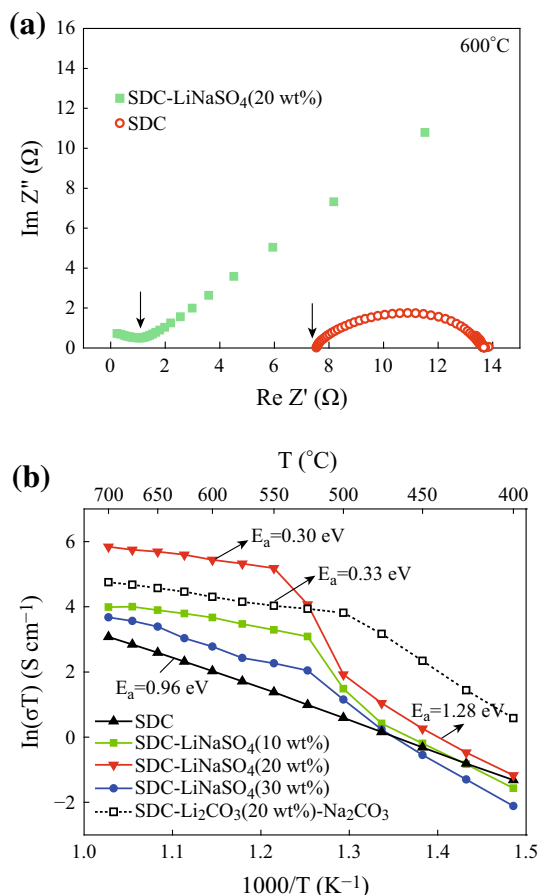 (a)
600°C
SDC-LiNaSO₄(20 wt%)
SDC
Im Z″ (Ω)
16
14
12
10
8
6
4
2
0
0 2 4 6 8 10 12 14
Re Z′ (Ω)
(b)
T (°C)
700 650 600 550 500 450 400
Eₐ=0.30 eV
Eₐ=0.33 eV
Eₐ=0.96 eV
Eₐ=1.28 eV
ln(σT) (S cm⁻¹)
6
4
2
0
−2
SDC
SDC-LiNaSO₄(10 wt%)
SDC-LiNaSO₄(20 wt%)
SDC-LiNaSO₄(30 wt%)
SDC-Li₂CO₃(20 wt%)-Na₂CO₃
1.0 1.1 1.2 1.3 1.4 1.5
1000/T (K⁻¹)